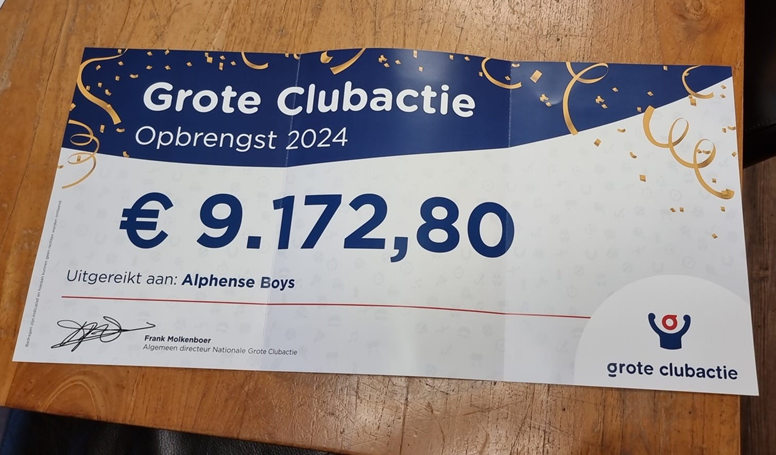 Grote Clubactie
Opbrengst 2024
€ 9.172,80
Uitgereikt aan: Alphense Boys
Frank Molkenboer
Algemeen directeur Nationale Grote Clubactie
grote clubactie